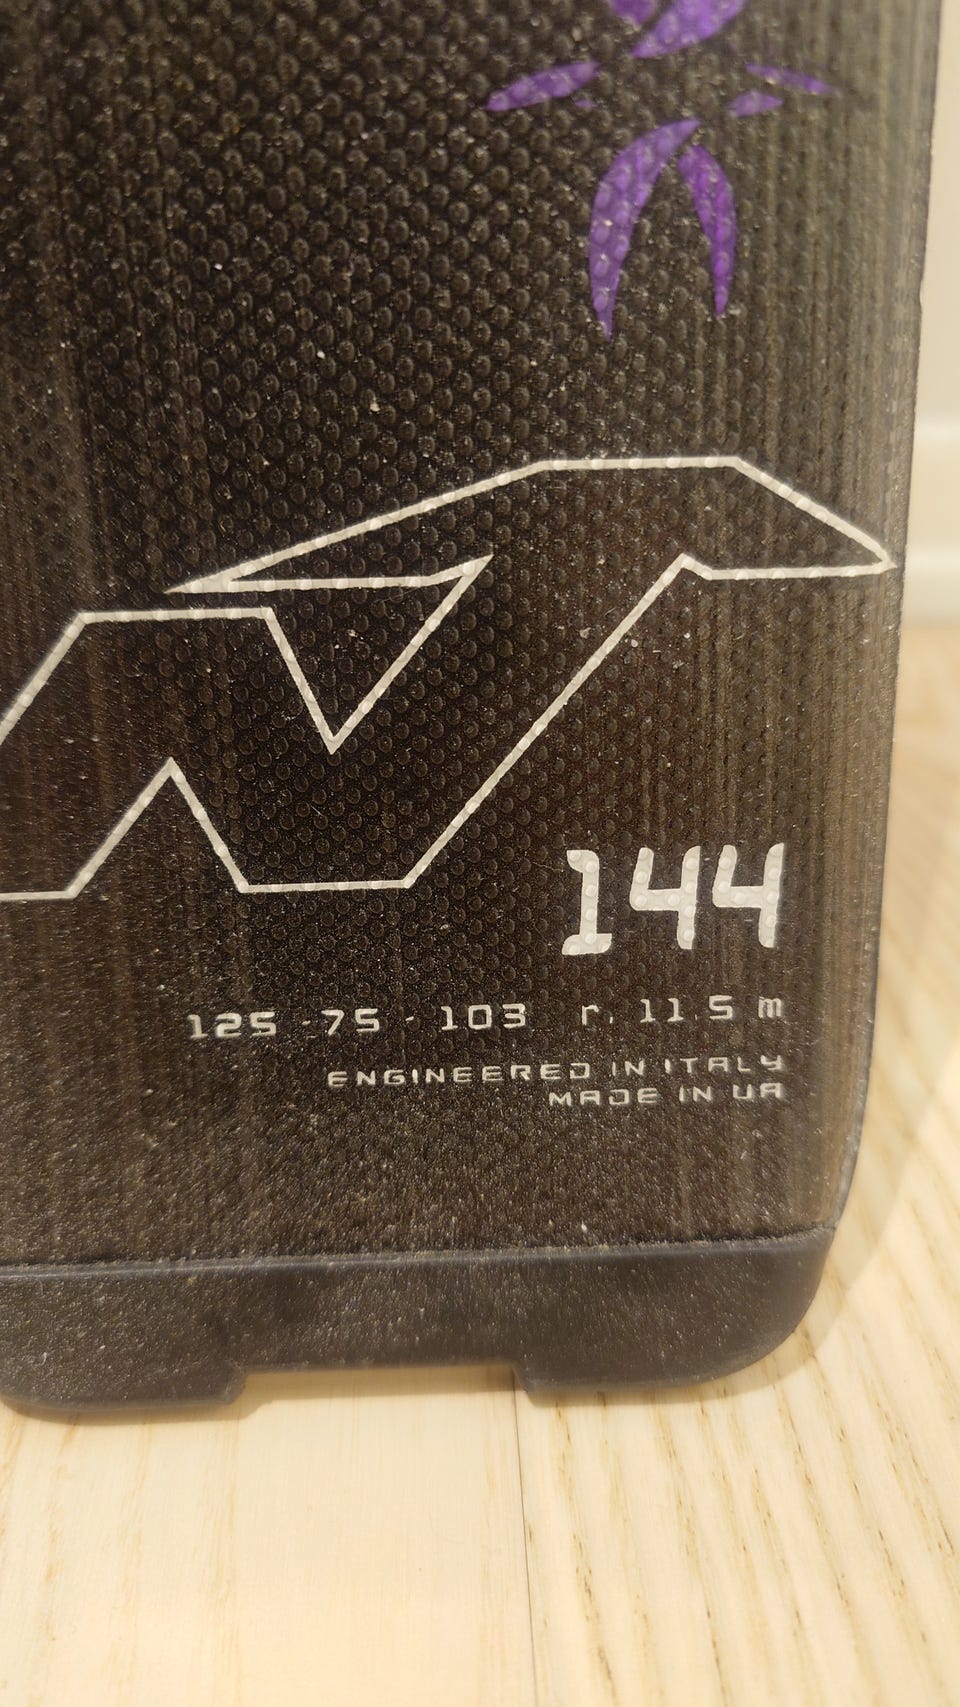 144
125 - 75 - 103 r. 11.5 m
ENGINEERED IN ITALY
MADE IN UA